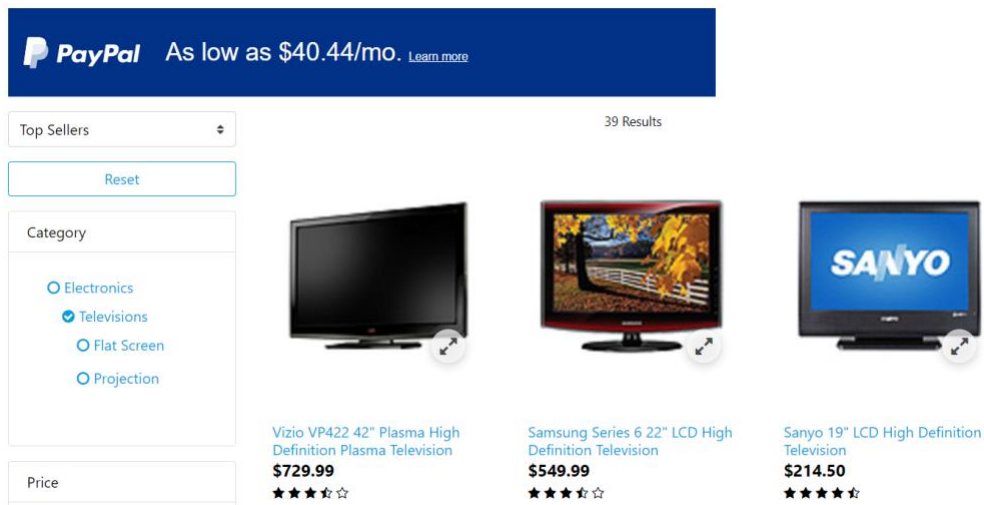 PayPal As low as $40.44/mo. Learn more
Top Sellers
39 Results
Reset
Category
Electronics
Televisions
Flat Screen
Projection
Price
SANYO
Vizio VP422 42" Plasma High
Definition Plasma Television
$729.99
Samsung Series 6 22" LCD High
Definition Television
$549.99
Sanyo 19" LCD High Definition
Television
$214.50